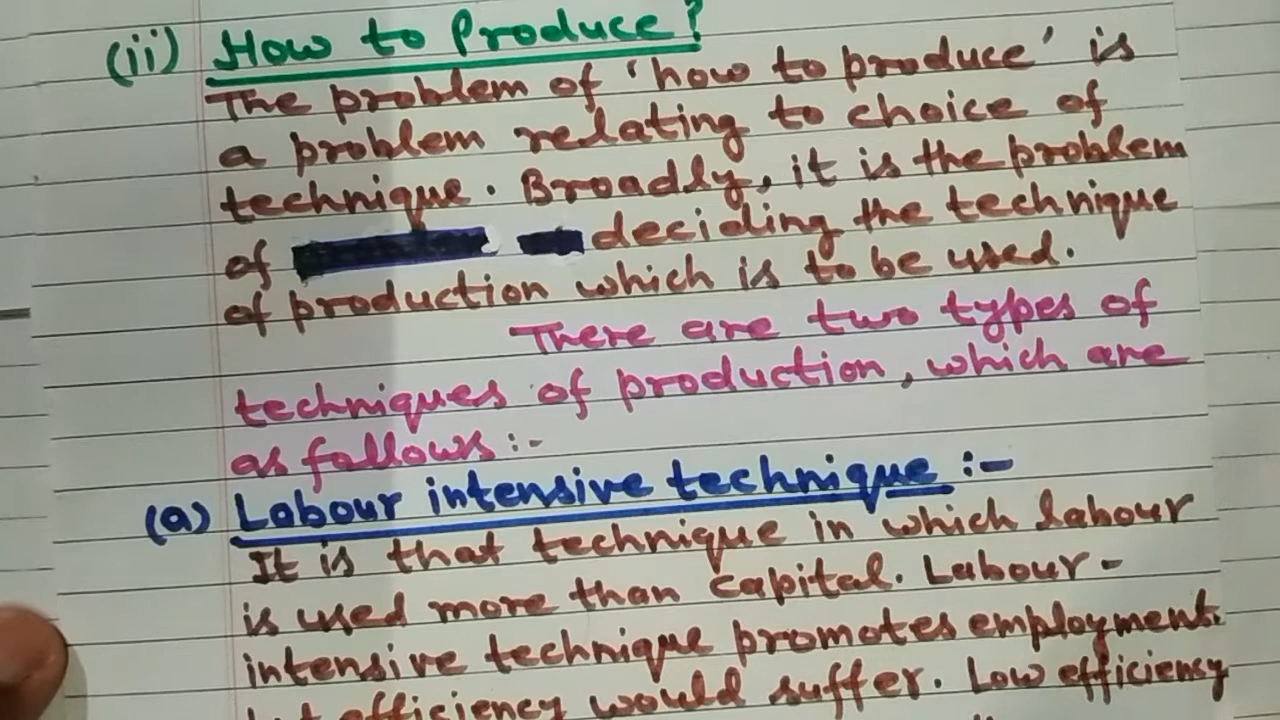 (ii) How to Produce?
The problem of 'how to produce' is
a problem relating to choice of
technique. Broadly, it is the problem
of deciding the technique
of production which is to be used.
There are two types of
techniques of production, which are
as follows :-
(a) Labour intensive technique :-
It is that technique in which labour
is used more than capital. Labour-
intensive technique promotes employment.
but efficiency would suffer. Low efficiency